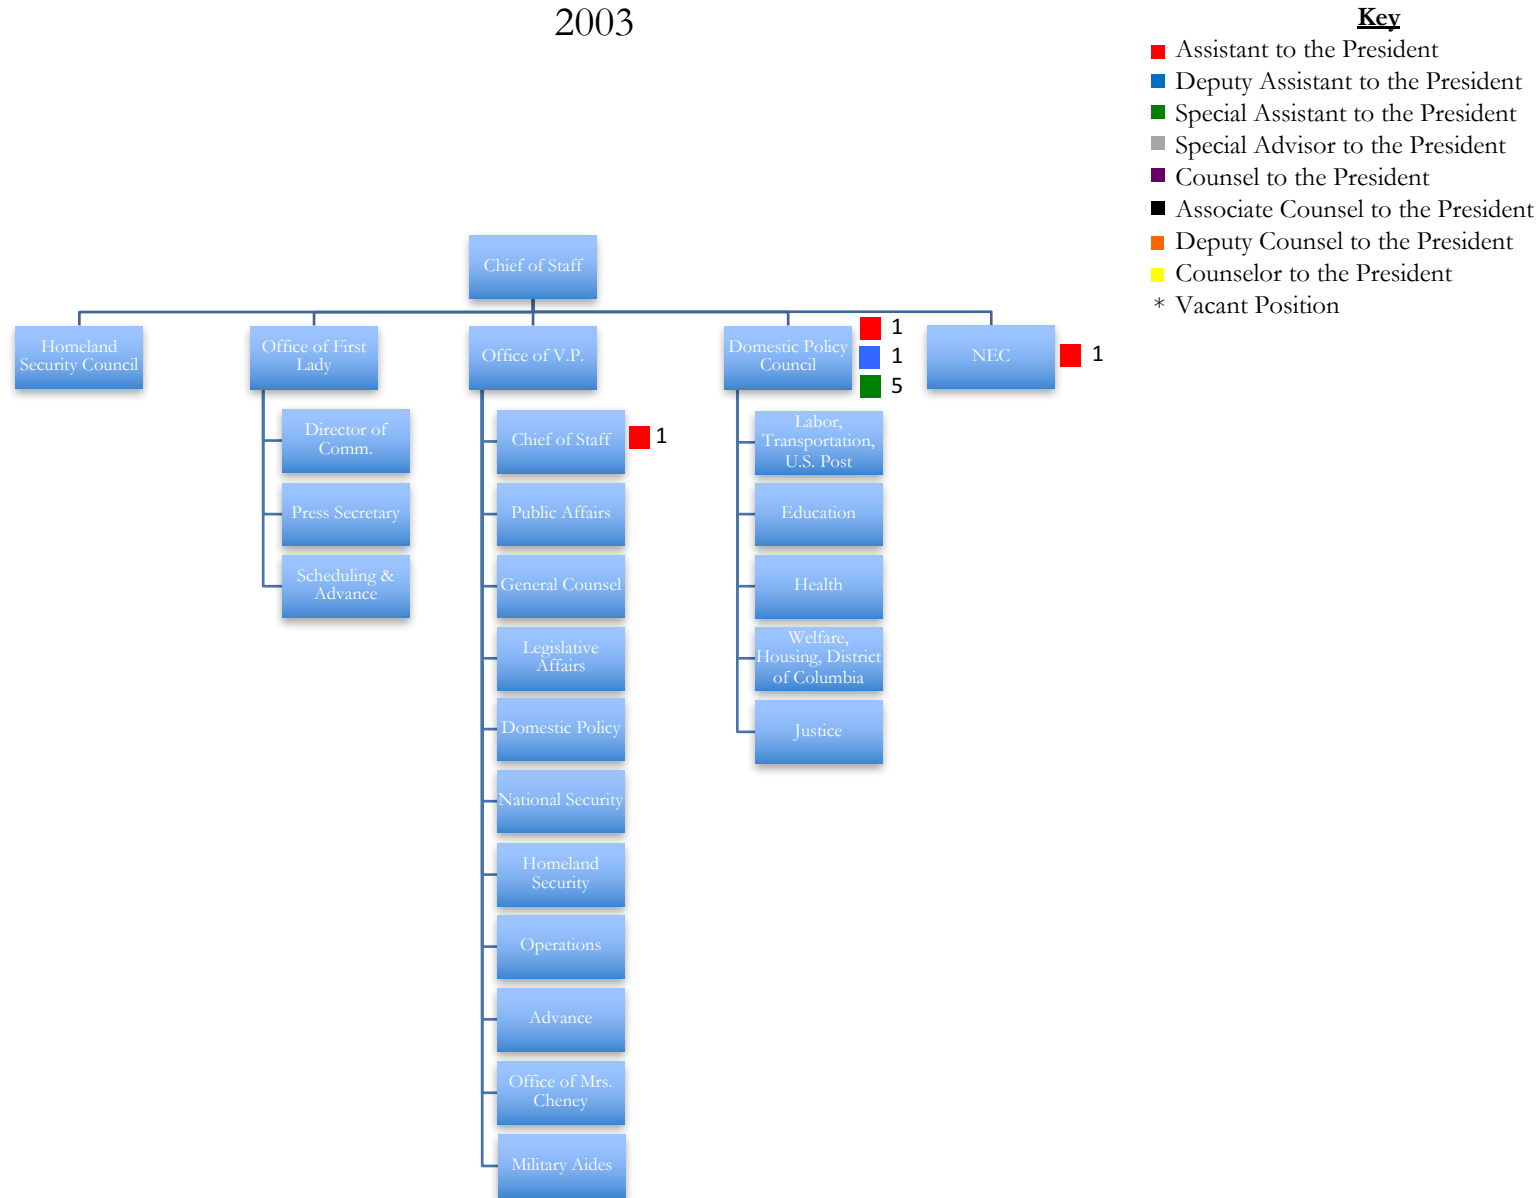 2003
Key
Assistant to the President
Deputy Assistant to the President
Special Assistant to the President
Special Advisor to the President
Counsel to the President
Associate Counsel to the President
Deputy Counsel to the President
Counselor to the President
* Vacant Position
Chief of Staff
Homeland
Security Council
Office of First
Lady
Office of V.P.
Domestic Policy
Council
1
1
5
NEC
1
Director of
Comm.
Press Secretary
Scheduling &
Advance
Chief of Staff
1
Public Affairs
General Counsel
Legislative
Affairs
Domestic Policy
National Security
Homeland
Security
Operations
Advance
Office of Mrs.
Cheney
Military Aides
Labor,
Transportation,
U.S. Post
Education
Health
Welfare,
Housing, District
of Columbia
Justice